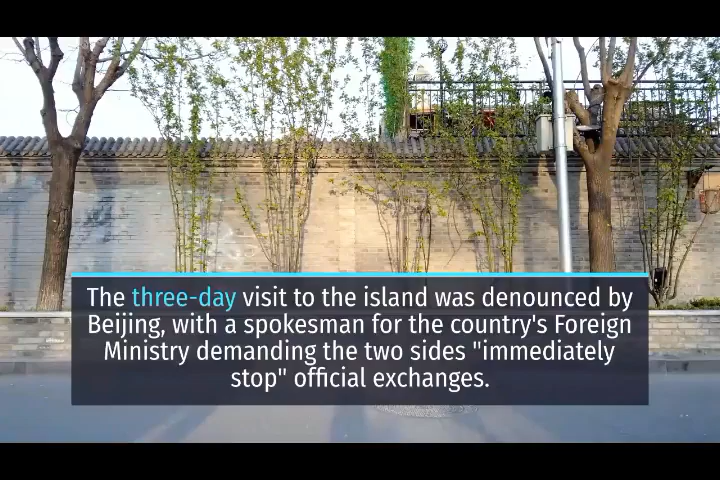 The three-day visit to the island was denounced by
Beijing, with a spokesman for the country's Foreign
Ministry demanding the two sides "immediately
stop" official exchanges.